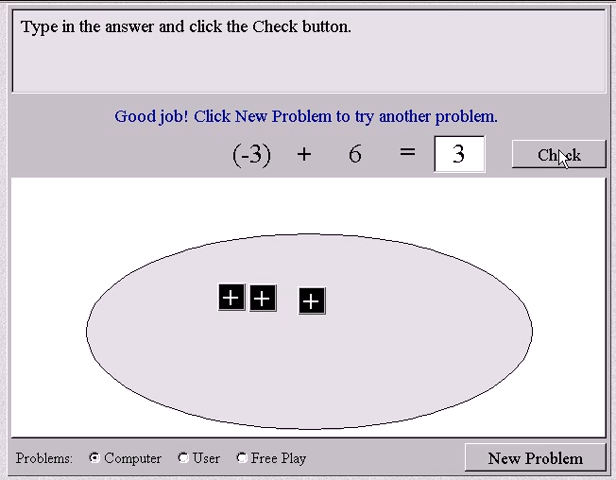 Type in the answer and click the Check button.
Good job! Click New Problem to try another problem.
(-3) + 6 = 3 Check
+ + +
Problems: Computer User Free Play New Problem